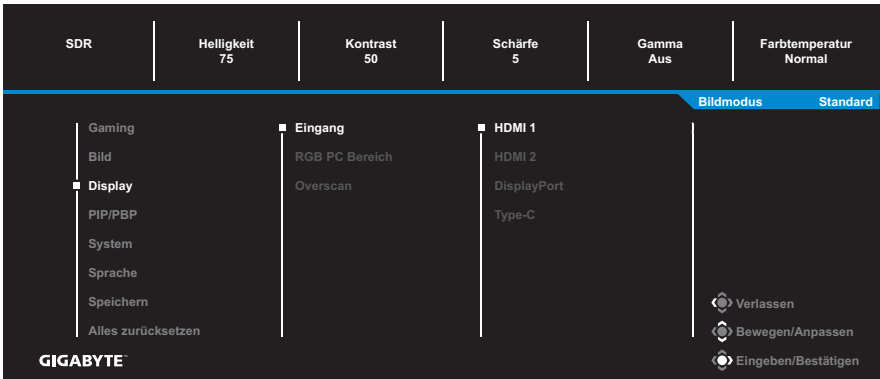 SDR Helligkeit Kontrast Schärfe Gamma Farbtemperatur
75 50 5 Aus Normal
Bildmodus Standard
Gaming Eingang HDMI 1
Bild RGB PC Bereich HDMI 2
Display Overscan DisplayPort
PIP/PBP Type-C
System
Sprache
Speichern Verlassen
Alles zurücksetzen Bewegen/Anpassen
GIGABYTE™ Eingeben/Bestätigen